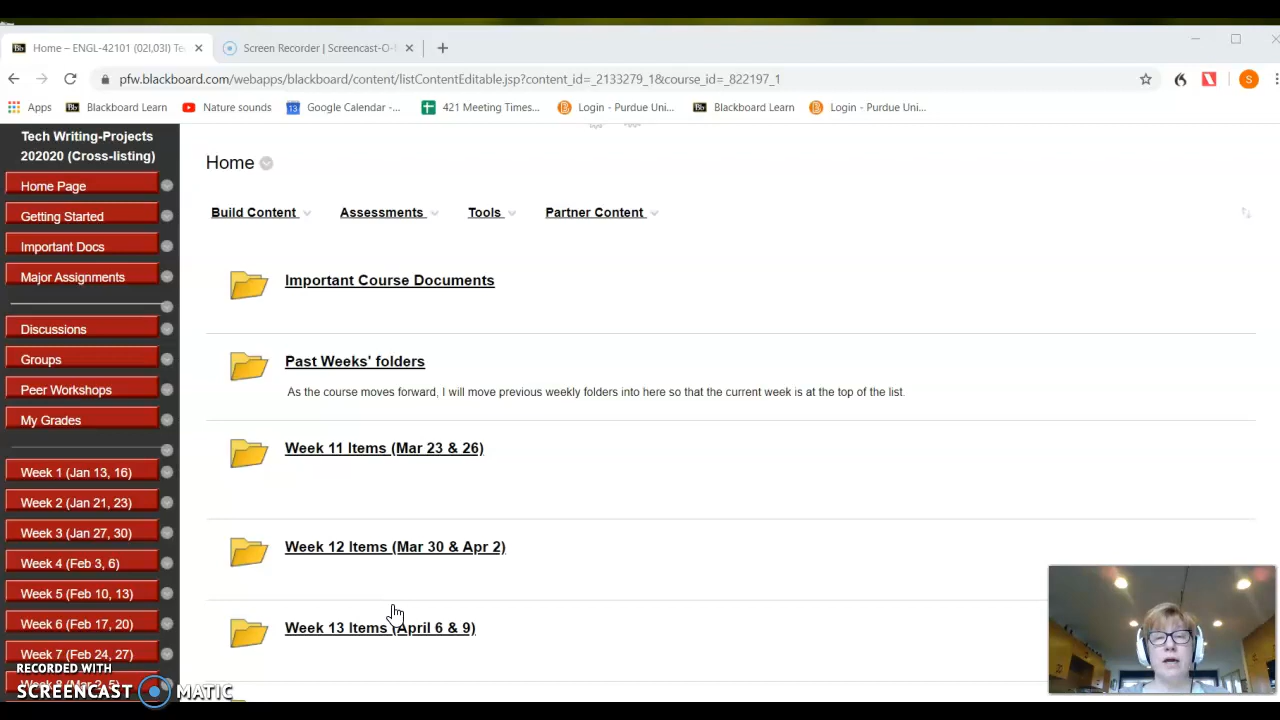 Home – ENGL-42101 (02I,03I) Te
Screen Recorder | Screencast-O-
pfw.blackboard.com/webapps/blackboard/content/listContentEditable.jsp?content_id=_2133279_1&course_id=_822197_1
Apps
Blackboard Learn
Nature sounds
Google Calendar -...
421 Meeting Times...
Login - Purdue Uni...
Blackboard Learn
Login - Purdue Uni...
Tech Writing-Projects
202020 (Cross-listing)
Home Page
Getting Started
Important Docs
Major Assignments
Discussions
Groups
Peer Workshops
My Grades
Week 1 (Jan 13, 16)
Week 2 (Jan 21, 23)
Week 3 (Jan 27, 30)
Week 4 (Feb 3, 6)
Week 5 (Feb 10, 13)
Week 6 (Feb 17, 20)
Week 7 (Feb 24, 27)
Week 8 (Mar 2, 5)
Home
Build Content
Assessments
Tools
Partner Content
Important Course Documents
Past Weeks' folders
As the course moves forward, I will move previous weekly folders into here so that the current week is at the top of the list.
Week 11 Items (Mar 23 & 26)
Week 12 Items (Mar 30 & Apr 2)
Week 13 Items (April 6 & 9)
RECORDED WITH
SCREENCAST MATIC
S
Bb